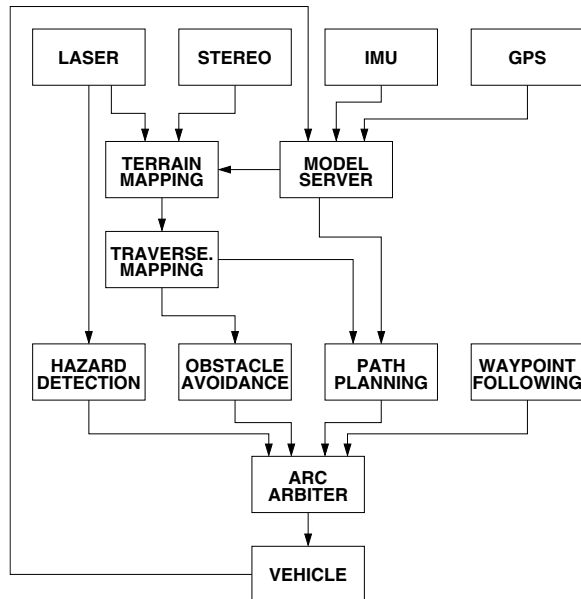 LASER
STEREO
IMU
GPS
TERRAIN
MAPPING
MODEL
SERVER
TRAVERSE.
MAPPING
HAZARD
DETECTION
OBSTACLE
AVOIDANCE
PATH
PLANNING
WAYPOINT
FOLLOWING
ARC
ARBITER
VEHICLE